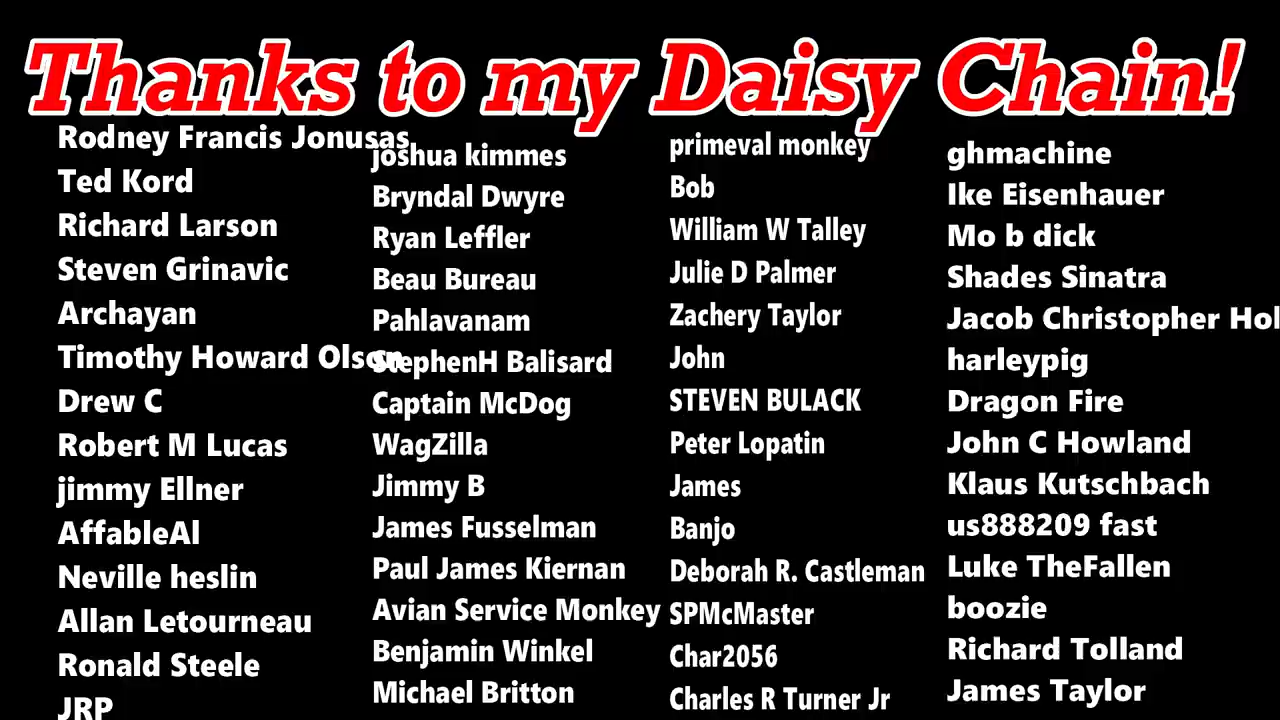 Thanks to my Daisy Chain!
Rodney Francis Jonusas
Ted Kord
Richard Larson
Steven Grinavic
Archayan
Timothy Howard Olson
Drew C
Robert M Lucas
jimmy Ellner
AffableAl
Neville heslin
Allan Letourneau
Ronald Steele
JRP
joshua kimmes
Bryndal Dwyre
Ryan Leffler
Beau Bureau
Pahlavanam
StephenH Balisard
Captain McDog
WagZilla
Jimmy B
James Fusselman
Paul James Kiernan
Avian Service Monkey
Benjamin Winkel
Michael Britton
primeval monkey
Bob
William W Talley
Julie D Palmer
Zachery Taylor
John
STEVEN BULACK
Peter Lopatin
James
Banjo
Deborah R. Castleman
SPMcMaster
Char2056
Charles R Turner Jr
ghmachine
Ike Eisenhauer
Mo b dick
Shades Sinatra
Jacob Christopher
harleypig
Dragon Fire
John C Howland
Klaus Kutschbach
us888209 fast
Luke TheFallen
boozie
Richard Tolland
James Taylor